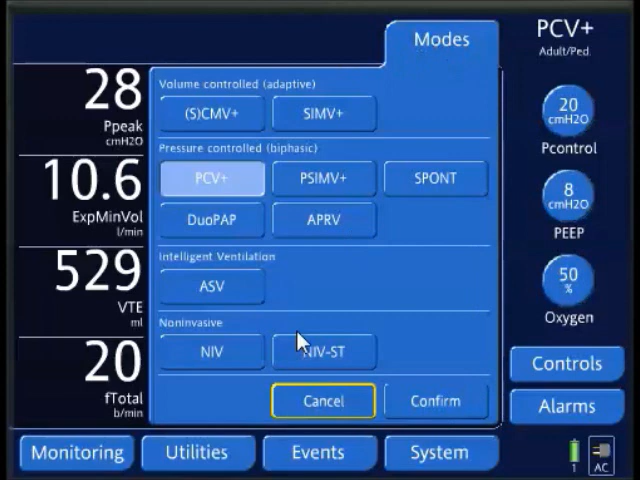 Modes
PCV+
Adult/Ped.
28
Ppeak
cmH2O
10.6
ExpMinVol
l/min
529
VTE
ml
20
fTotal
b/min
Volume controlled (adaptive)
(S)CMV+ SIMV+
Pressure controlled (biphasic)
PCV+ PSIMV+ SPONT
DuoPAP APRV
Intelligent Ventilation
ASV
Noninvasive
NIV NIV-ST
Cancel Confirm
20
cmH2O
Pcontrol
8
cmH2O
PEEP
50
%
Oxygen
Controls
Alarms
Monitoring Utilities Events System
1 AC